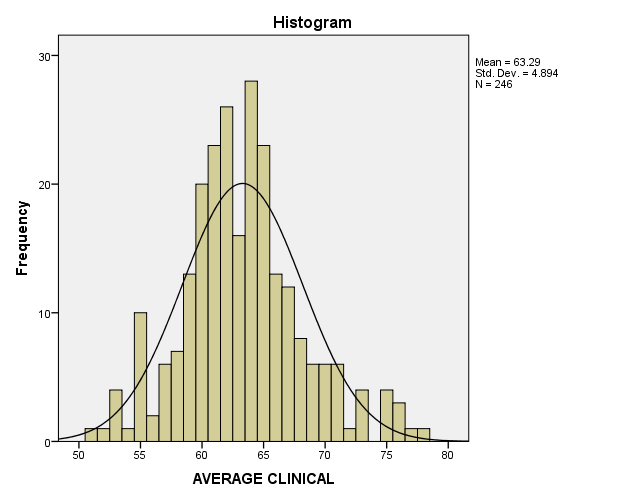 Histogram
Mean = 63.29
Std. Dev. = 4.894
N = 246
30
20
10
0
Frequency
50 55 60 65 70 75 80
AVERAGE CLINICAL